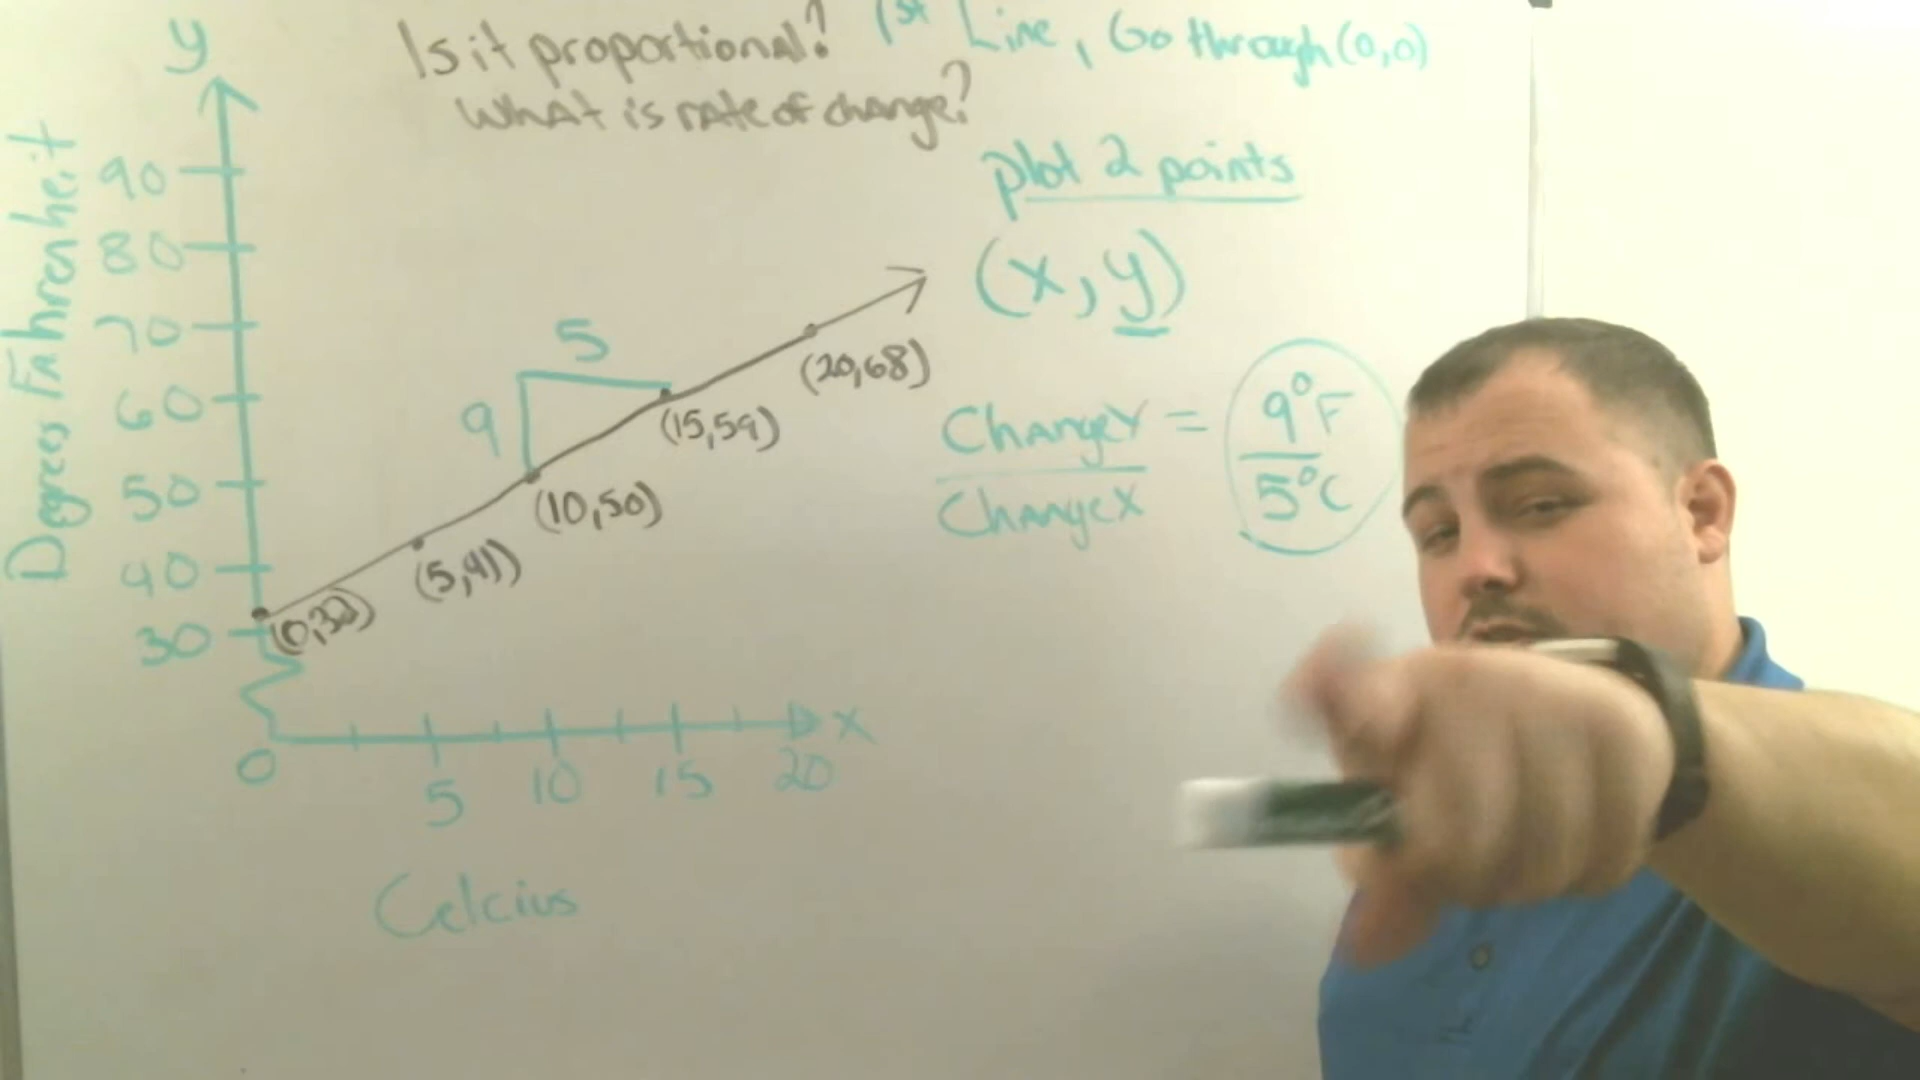 y
Is it proportional? 1st Line, Go through (0,0)
What is rate of change?
plot 2 points
(x, y)
Degrees Fahrenheit
90
80
70
60
50
40
30
5
9
(0,32)
(5,41)
(10,50)
(15,59)
(20,68)
Change Y = 9°F
Change X 5°C
x
0 5 10 15 20
Celcius